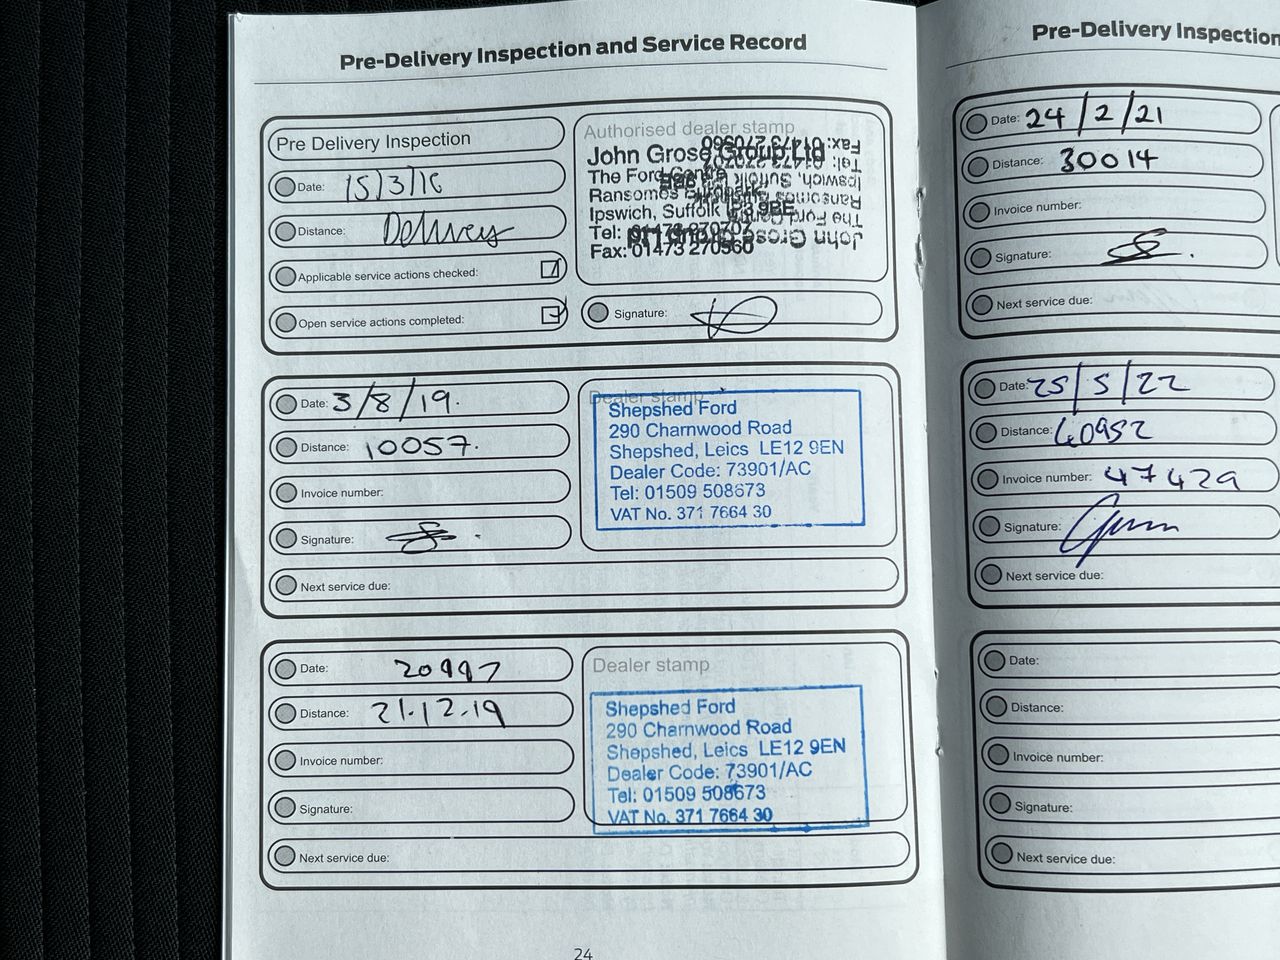 Pre-Delivery Inspection and Service Record
Pre Delivery Inspection
Date: 15/3/16
Distance: Delivery
Applicable service actions checked:
Open service actions completed:
Authorised dealer stamp
John Grose Group Ltd
The Ford Centre
Ransomes Europark
Ipswich, Suffolk IP3 9BE
Tel: 01473 270707
Fax: 01473 270560
Signature:
Date: 3/8/19.
Distance: 10057.
Invoice number:
Signature:
Next service due:
Dealer stamp
Shepshed Ford
290 Charnwood Road
Shepshed, Leics LE12 9EN
Dealer Code: 73901/AC
Tel: 01509 508673
VAT No. 371 7664 30
Date: 20997
Distance: 21.12.19
Invoice number:
Signature:
Next service due:
Dealer stamp
Shepshed Ford
290 Charnwood Road
Shepshed, Leics LE12 9EN
Dealer Code: 73901/AC
Tel: 01509 508673
VAT No. 371 7664 30
24
Pre-Delivery Inspection
Date: 24/2/21
Distance: 30014
Invoice number:
Signature:
Next service due:
Date: 25/5/22
Distance: 40952
Invoice number: 47429
Signature:
Next service due:
Date:
Distance:
Invoice number:
Signature:
Next service due: